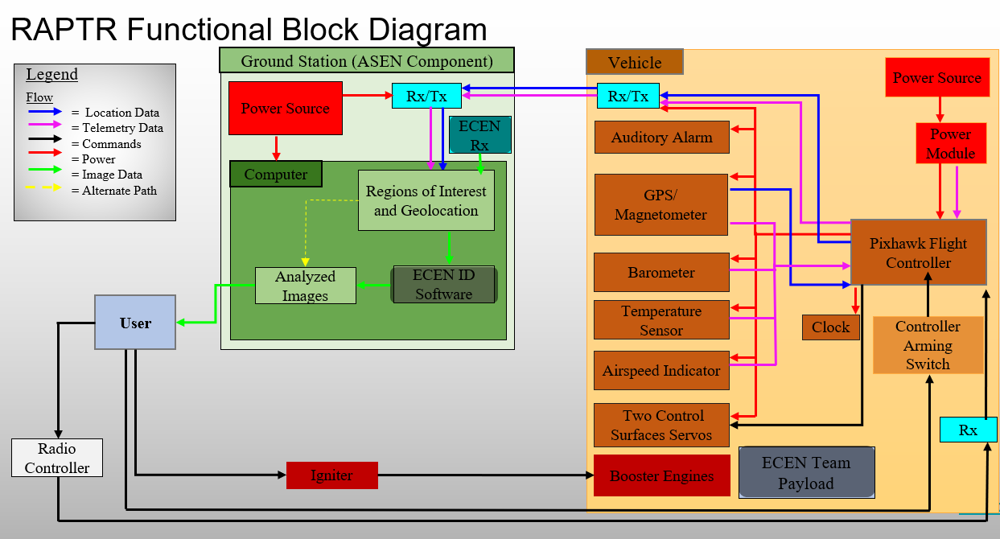 RAPTR Functional Block Diagram
Legend
Flow
= Location Data
= Telemetry Data
= Commands
= Power
= Image Data
= Alternate Path
Ground Station (ASEN Component)
Power Source
Rx/Tx
ECEN
Rx
Computer
Regions of Interest
and Geolocation
Analyzed
Images
ECEN ID
Software
User
Radio
Controller
Igniter
Vehicle
Rx/Tx
Auditory Alarm
GPS/
Magnetometer
Barometer
Temperature
Sensor
Airspeed Indicator
Two Control
Surfaces Servos
Booster Engines
ECEN Team
Payload
Power Source
Power
Module
Pixhawk Flight
Controller
Clock
Controller
Arming
Switch
Rx